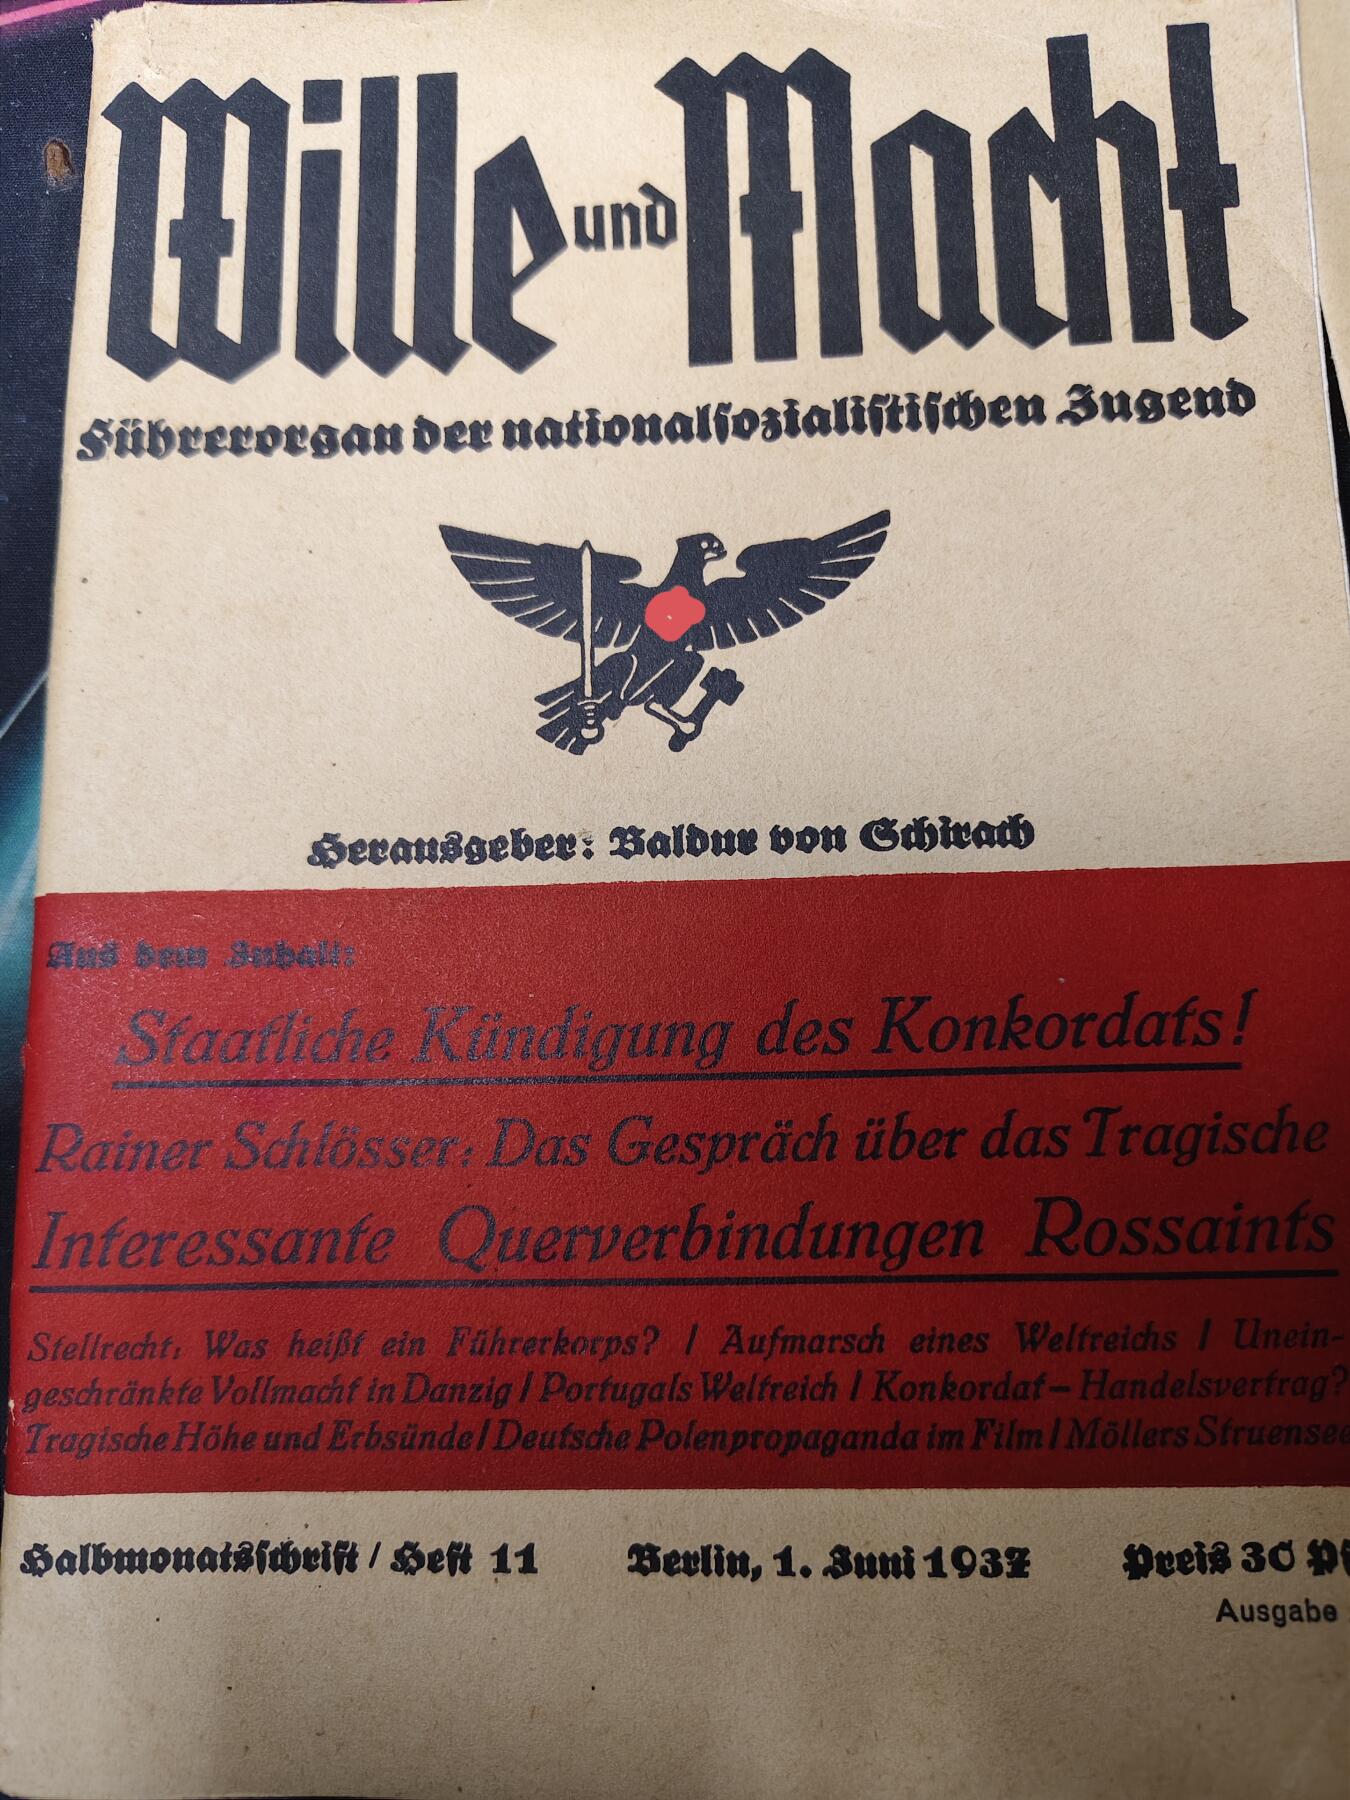 Wille und Macht
Führerorgan der nationalsozialistischen Jugend
Herausgeber: Baldur von Schirach
Aus dem Inhalt:
Staatliche Kündigung des Konkordats!
Rainer Schlösser: Das Gespräch über das Tragische
Interessante Querverbindungen Rossaints
Stellrecht: Was heißt ein Führerkorps? / Aufmarsch eines Weltreichs / Unein-
geschränkte Vollmacht in Danzig / Portugals Weltreich / Konkordat – Handelsvertrag?
Tragische Höhe und Erbsünde / Deutsche Polenpropaganda im Film / Möllers Struensee
Halbmonatsschrift / Heft 11 Berlin, 1. Juni 1937 Preis 30
Ausgabe